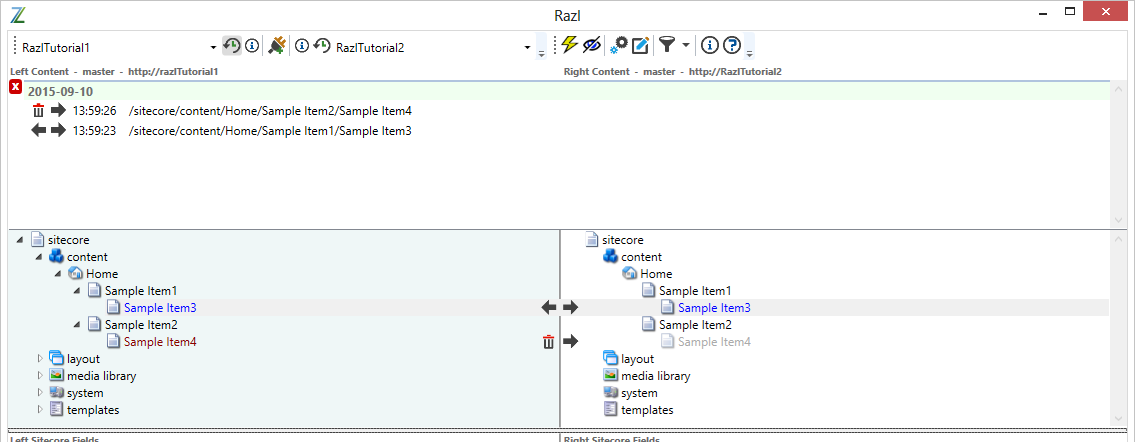 Razl
RazlTutorial1 RazlTutorial2
Left Content - master - http://razlTutorial1 Right Content - master - http://RazlTutorial2
2015-09-10
13:59:26 /sitecore/content/Home/Sample Item2/Sample Item4
13:59:23 /sitecore/content/Home/Sample Item1/Sample Item3
sitecore sitecore
content content
Home Home
Sample Item1 Sample Item1
Sample Item3 Sample Item3
Sample Item2 Sample Item2
Sample Item4 Sample Item4
layout layout
media library media library
system system
templates templates
Left Sitecore Fields Right Sitecore Fields